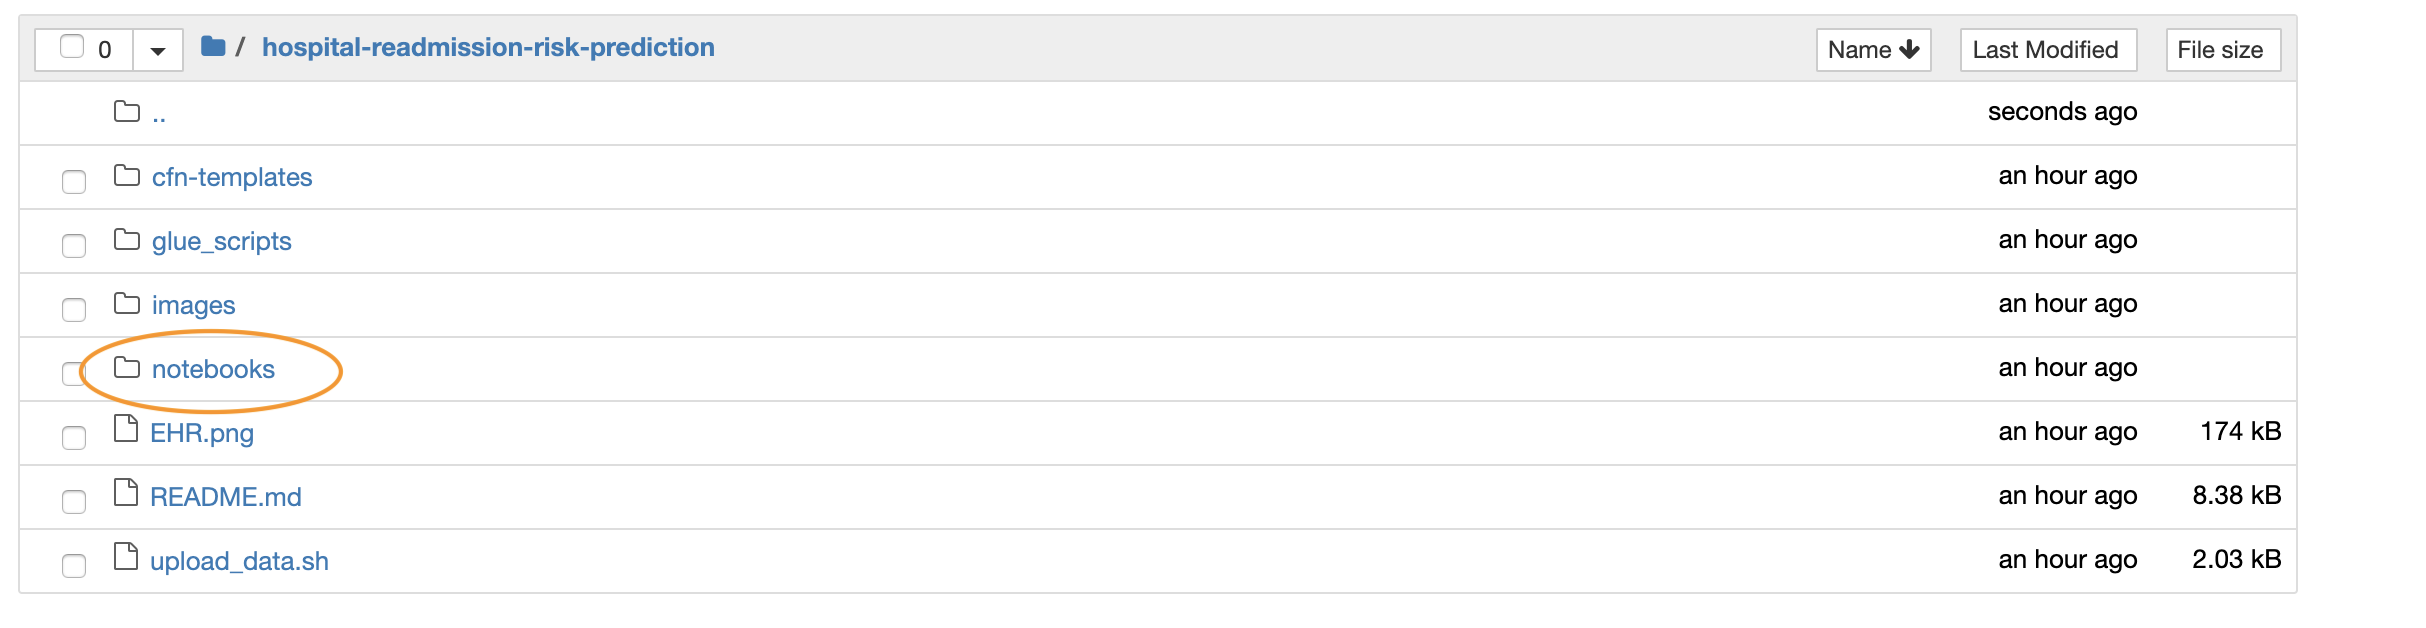 0 / hospital-readmission-risk-prediction Name Last Modified File size
.. seconds ago
cfn-templates an hour ago
glue_scripts an hour ago
images an hour ago
notebooks an hour ago
EHR.png an hour ago 174 kB
README.md an hour ago 8.38 kB
upload_data.sh an hour ago 2.03 kB